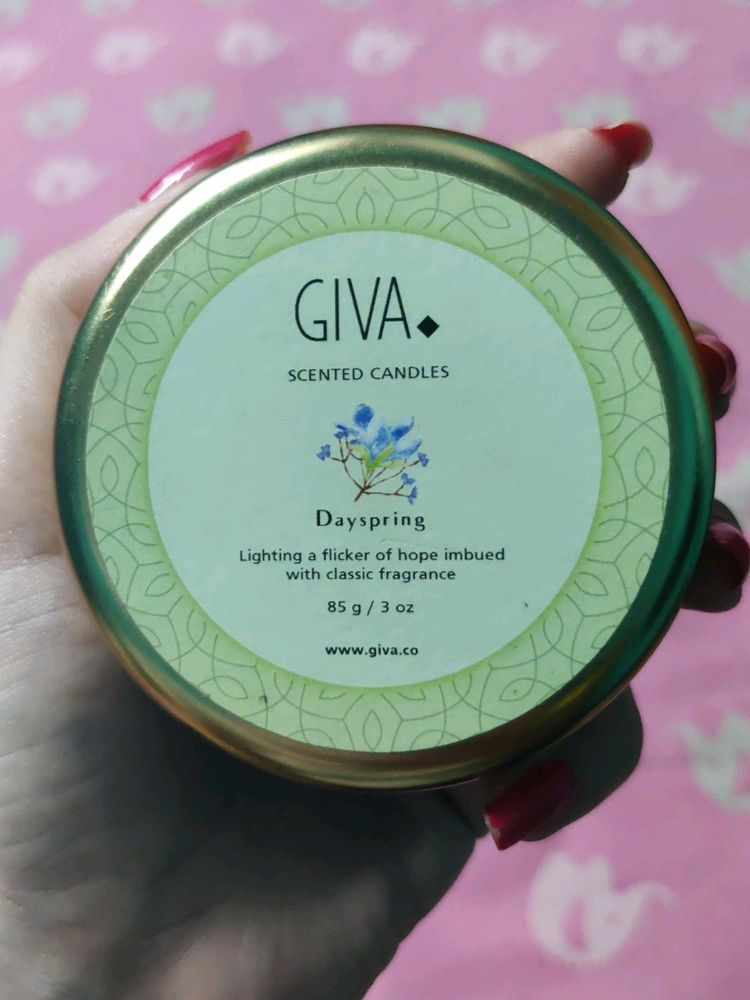 GIVA
SCENTED CANDLES
Dayspring
Lighting a flicker of hope imbued
with classic fragrance
85 g / 3 oz
www.giva.co